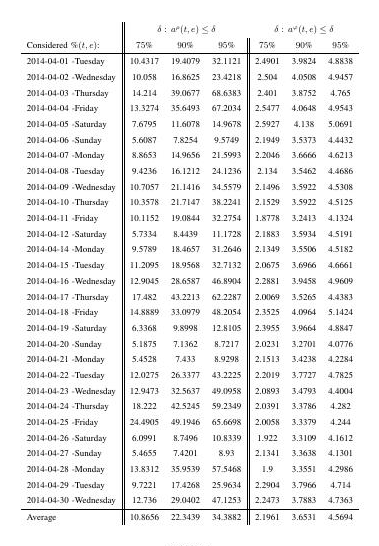 δ : aᵖ(t, e) ≤ δ δ : aᵠ(t, e) ≤ δ
Considered %(t, e): 75% 90% 95% 75% 90% 95%
2014-04-01 -Tuesday 10.4317 19.4079 32.1121 2.4901 3.9824 4.8838
2014-04-02 -Wednesday 10.058 16.8625 23.4218 2.504 4.0508 4.9457
2014-04-03 -Thursday 14.214 39.0677 68.6383 2.401 3.8752 4.765
2014-04-04 -Friday 13.3274 35.6493 67.2034 2.5477 4.0648 4.9543
2014-04-05 -Saturday 5.6795 11.6078 14.9678 2.5927 4.138 5.0691
2014-04-06 -Sunday 5.6087 7.8254 9.5749 2.1949 3.5373 4.4432
2014-04-07 -Monday 8.8653 14.9656 21.5993 2.2046 3.6666 4.6213
2014-04-08 -Tuesday 9.4236 16.1212 24.1236 2.134 3.5462 4.4686
2014-04-09 -Wednesday 10.7057 21.1416 34.5579 2.1496 3.5922 4.5308
2014-04-10 -Thursday 10.3578 21.7147 38.2241 2.1529 3.5922 4.5125
2014-04-11 -Friday 10.1152 19.0844 32.2754 1.8778 3.2413 4.1324
2014-04-12 -Saturday 5.7334 8.4439 11.1728 2.1883 3.5934 4.5191
2014-04-14 -Monday 9.5789 18.4657 31.2646 2.1349 3.5506 4.5182
2014-04-15 -Tuesday 11.2095 18.9568 32.7132 2.0675 3.6976 4.6661
2014-04-16 -Wednesday 12.9045 28.6587 46.8904 2.2881 3.9458 4.9609
2014-04-17 -Thursday 17.482 43.2213 62.2287 2.0069 3.5265 4.4383
2014-04-18 -Friday 14.8889 33.0979 48.2054 2.3525 4.0964 5.1424
2014-04-19 -Saturday 6.3368 9.8998 12.8105 2.3955 3.9664 4.8847
2014-04-20 -Sunday 5.1875 7.1362 8.7217 2.0231 3.2701 4.0776
2014-04-21 -Monday 5.4528 7.433 8.9298 2.1513 3.4238 4.2284
2014-04-22 -Tuesday 12.0275 26.3377 43.2225 2.2019 3.7727 4.7825
2014-04-23 -Wednesday 12.9473 32.5637 49.0958 2.0893 3.4793 4.4004
2014-04-24 -Thursday 18.222 42.5245 59.2349 2.0391 3.3786 4.282
2014-04-25 -Friday 24.4905 49.1946 65.6698 2.0058 3.3379 4.244
2014-04-26 -Saturday 6.0991 8.7496 10.8339 1.922 3.3109 4.1612
2014-04-27 -Sunday 5.4655 7.4201 8.93 2.1341 3.3638 4.1301
2014-04-28 -Monday 13.8312 35.9539 57.5468 1.9 3.3551 4.2986
2014-04-29 -Tuesday 9.7221 17.4268 25.9634 2.2904 3.7966 4.714
2014-04-30 -Wednesday 12.736 29.0402 47.1253 2.2473 3.7883 4.7363
Average 10.8656 22.3439 34.3882 2.1961 3.6531 4.5694